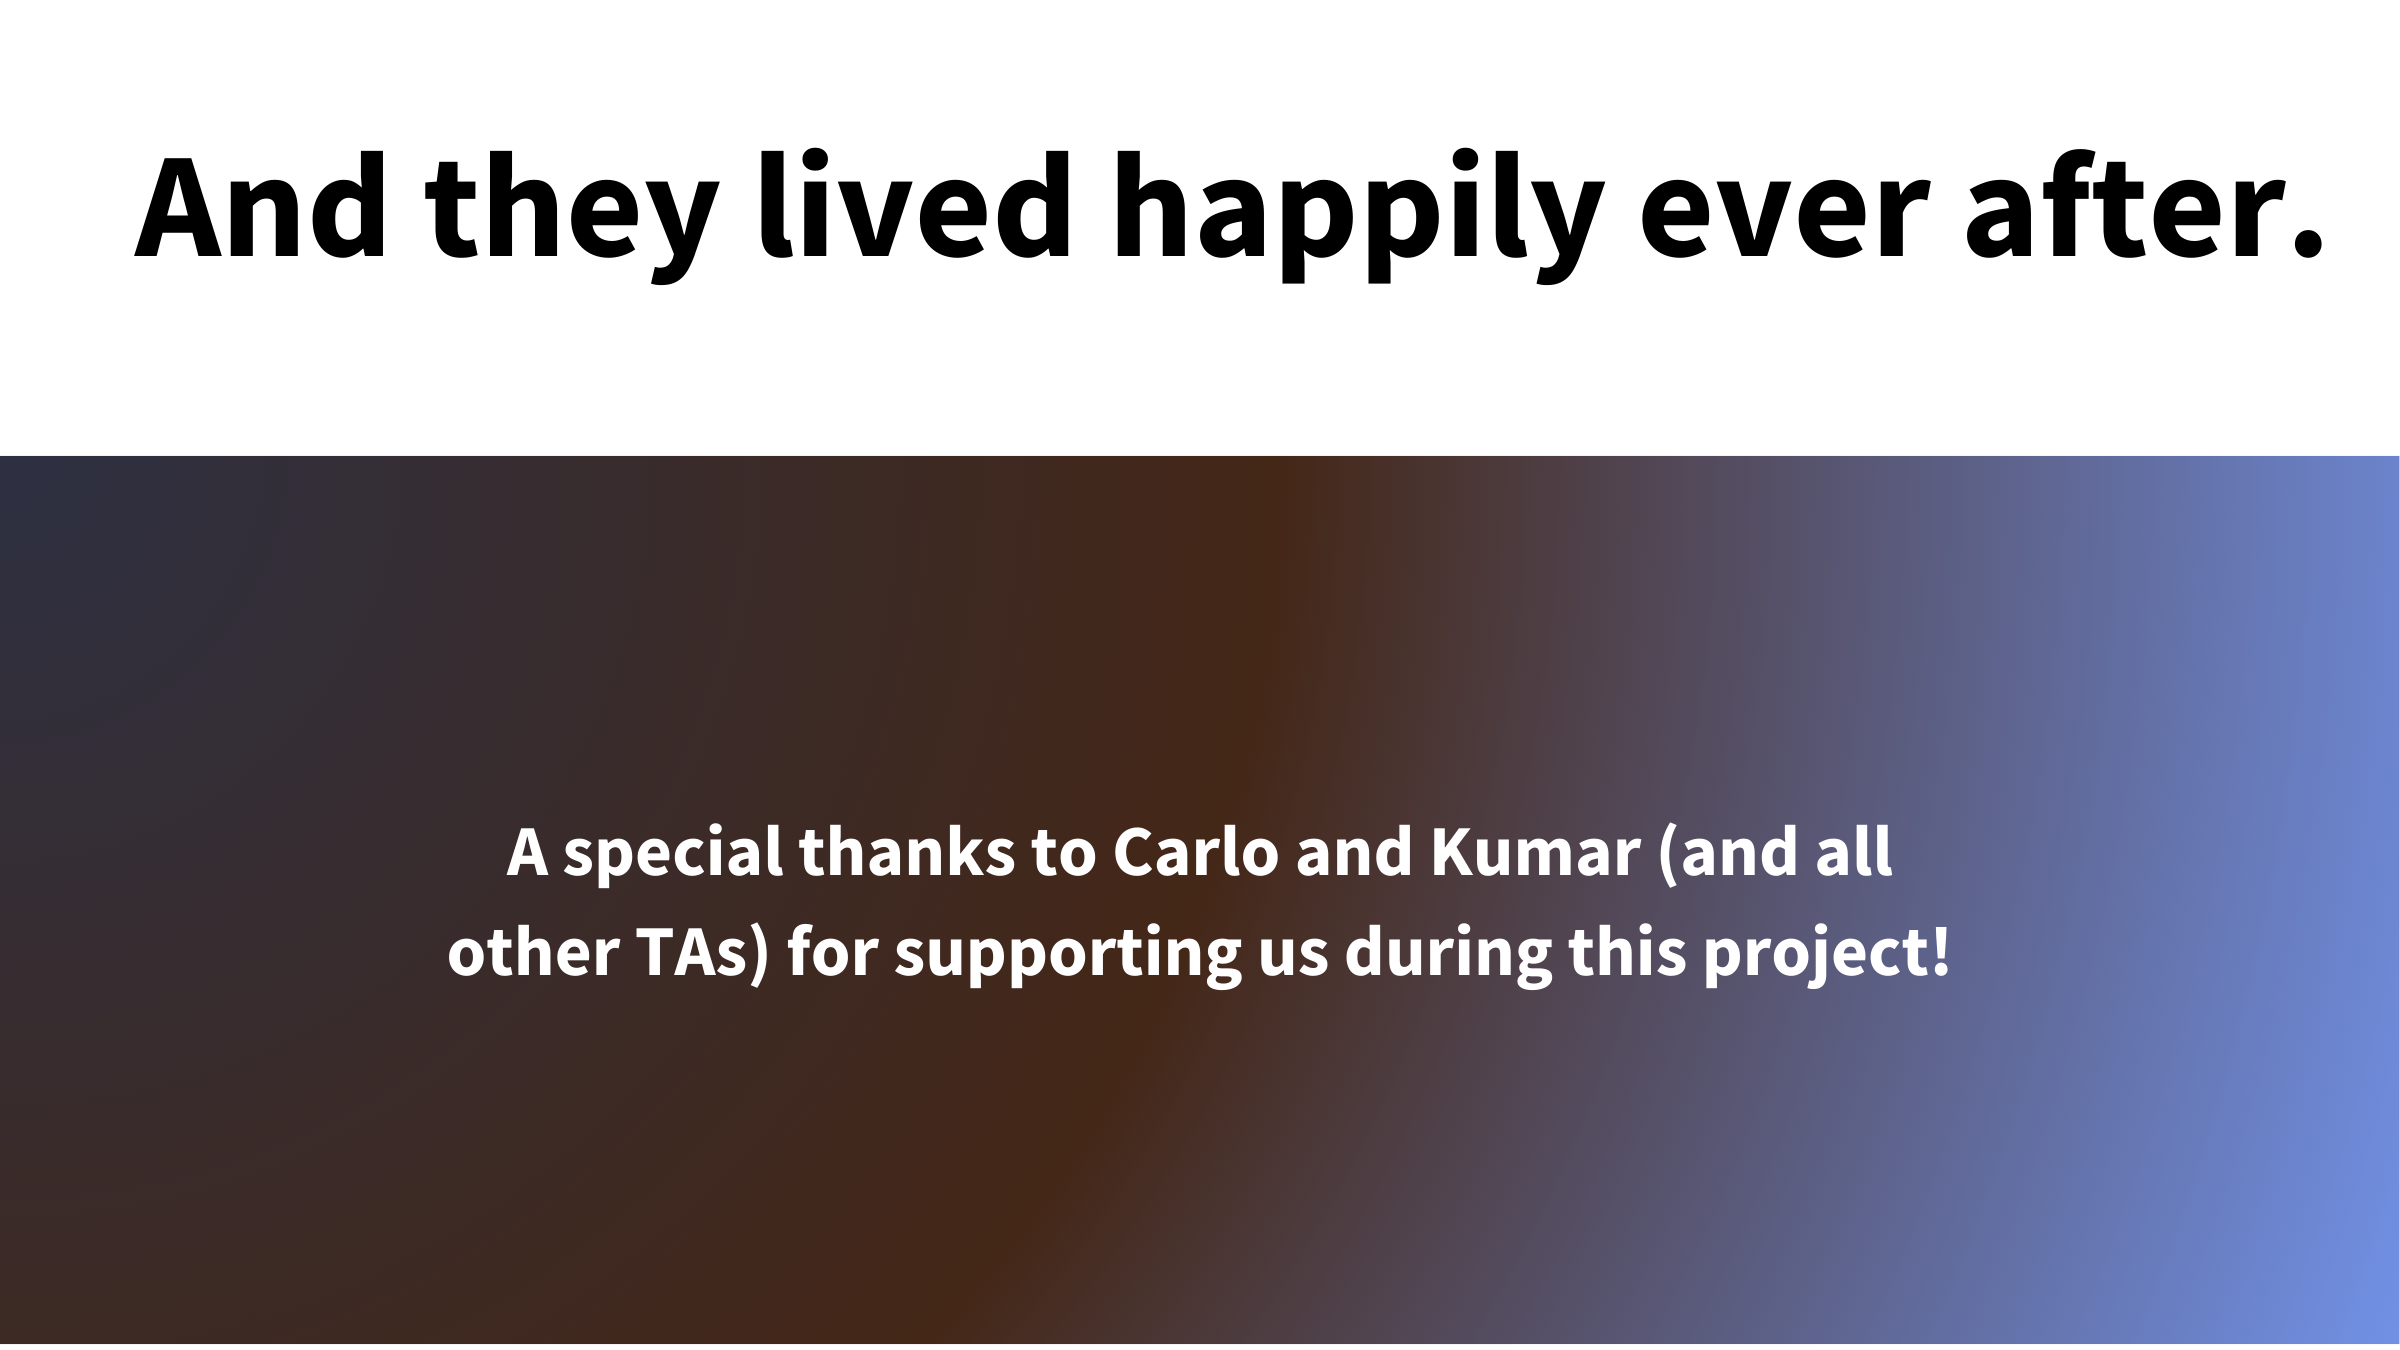 And they lived happily ever after.
A special thanks to Carlo and Kumar (and all
other TAs) for supporting us during this project!